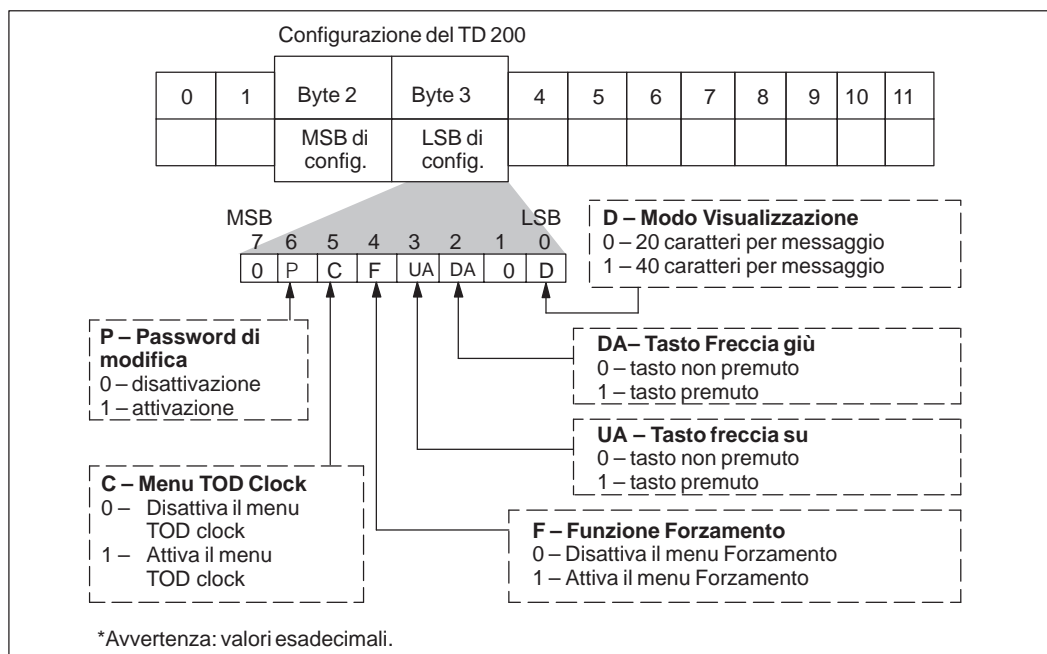 Configurazione del TD 200
0 1 Byte 2 Byte 3 4 5 6 7 8 9 10 11
MSB di config. LSB di config.
MSB LSB
7 6 5 4 3 2 1 0
0 P C F UA DA 0 D
D – Modo Visualizzazione
0 – 20 caratteri per messaggio
1 – 40 caratteri per messaggio
P – Password di
modifica
0 – disattivazione
1 – attivazione
DA– Tasto Freccia giù
0 – tasto non premuto
1 – tasto premuto
UA – Tasto freccia su
0 – tasto non premuto
1 – tasto premuto
C – Menu TOD Clock
0 – Disattiva il menu
TOD clock
1 – Attiva il menu
TOD clock
F – Funzione Forzamento
0 – Disattiva il menu Forzamento
1 – Attiva il menu Forzamento
*Avvertenza: valori esadecimali.